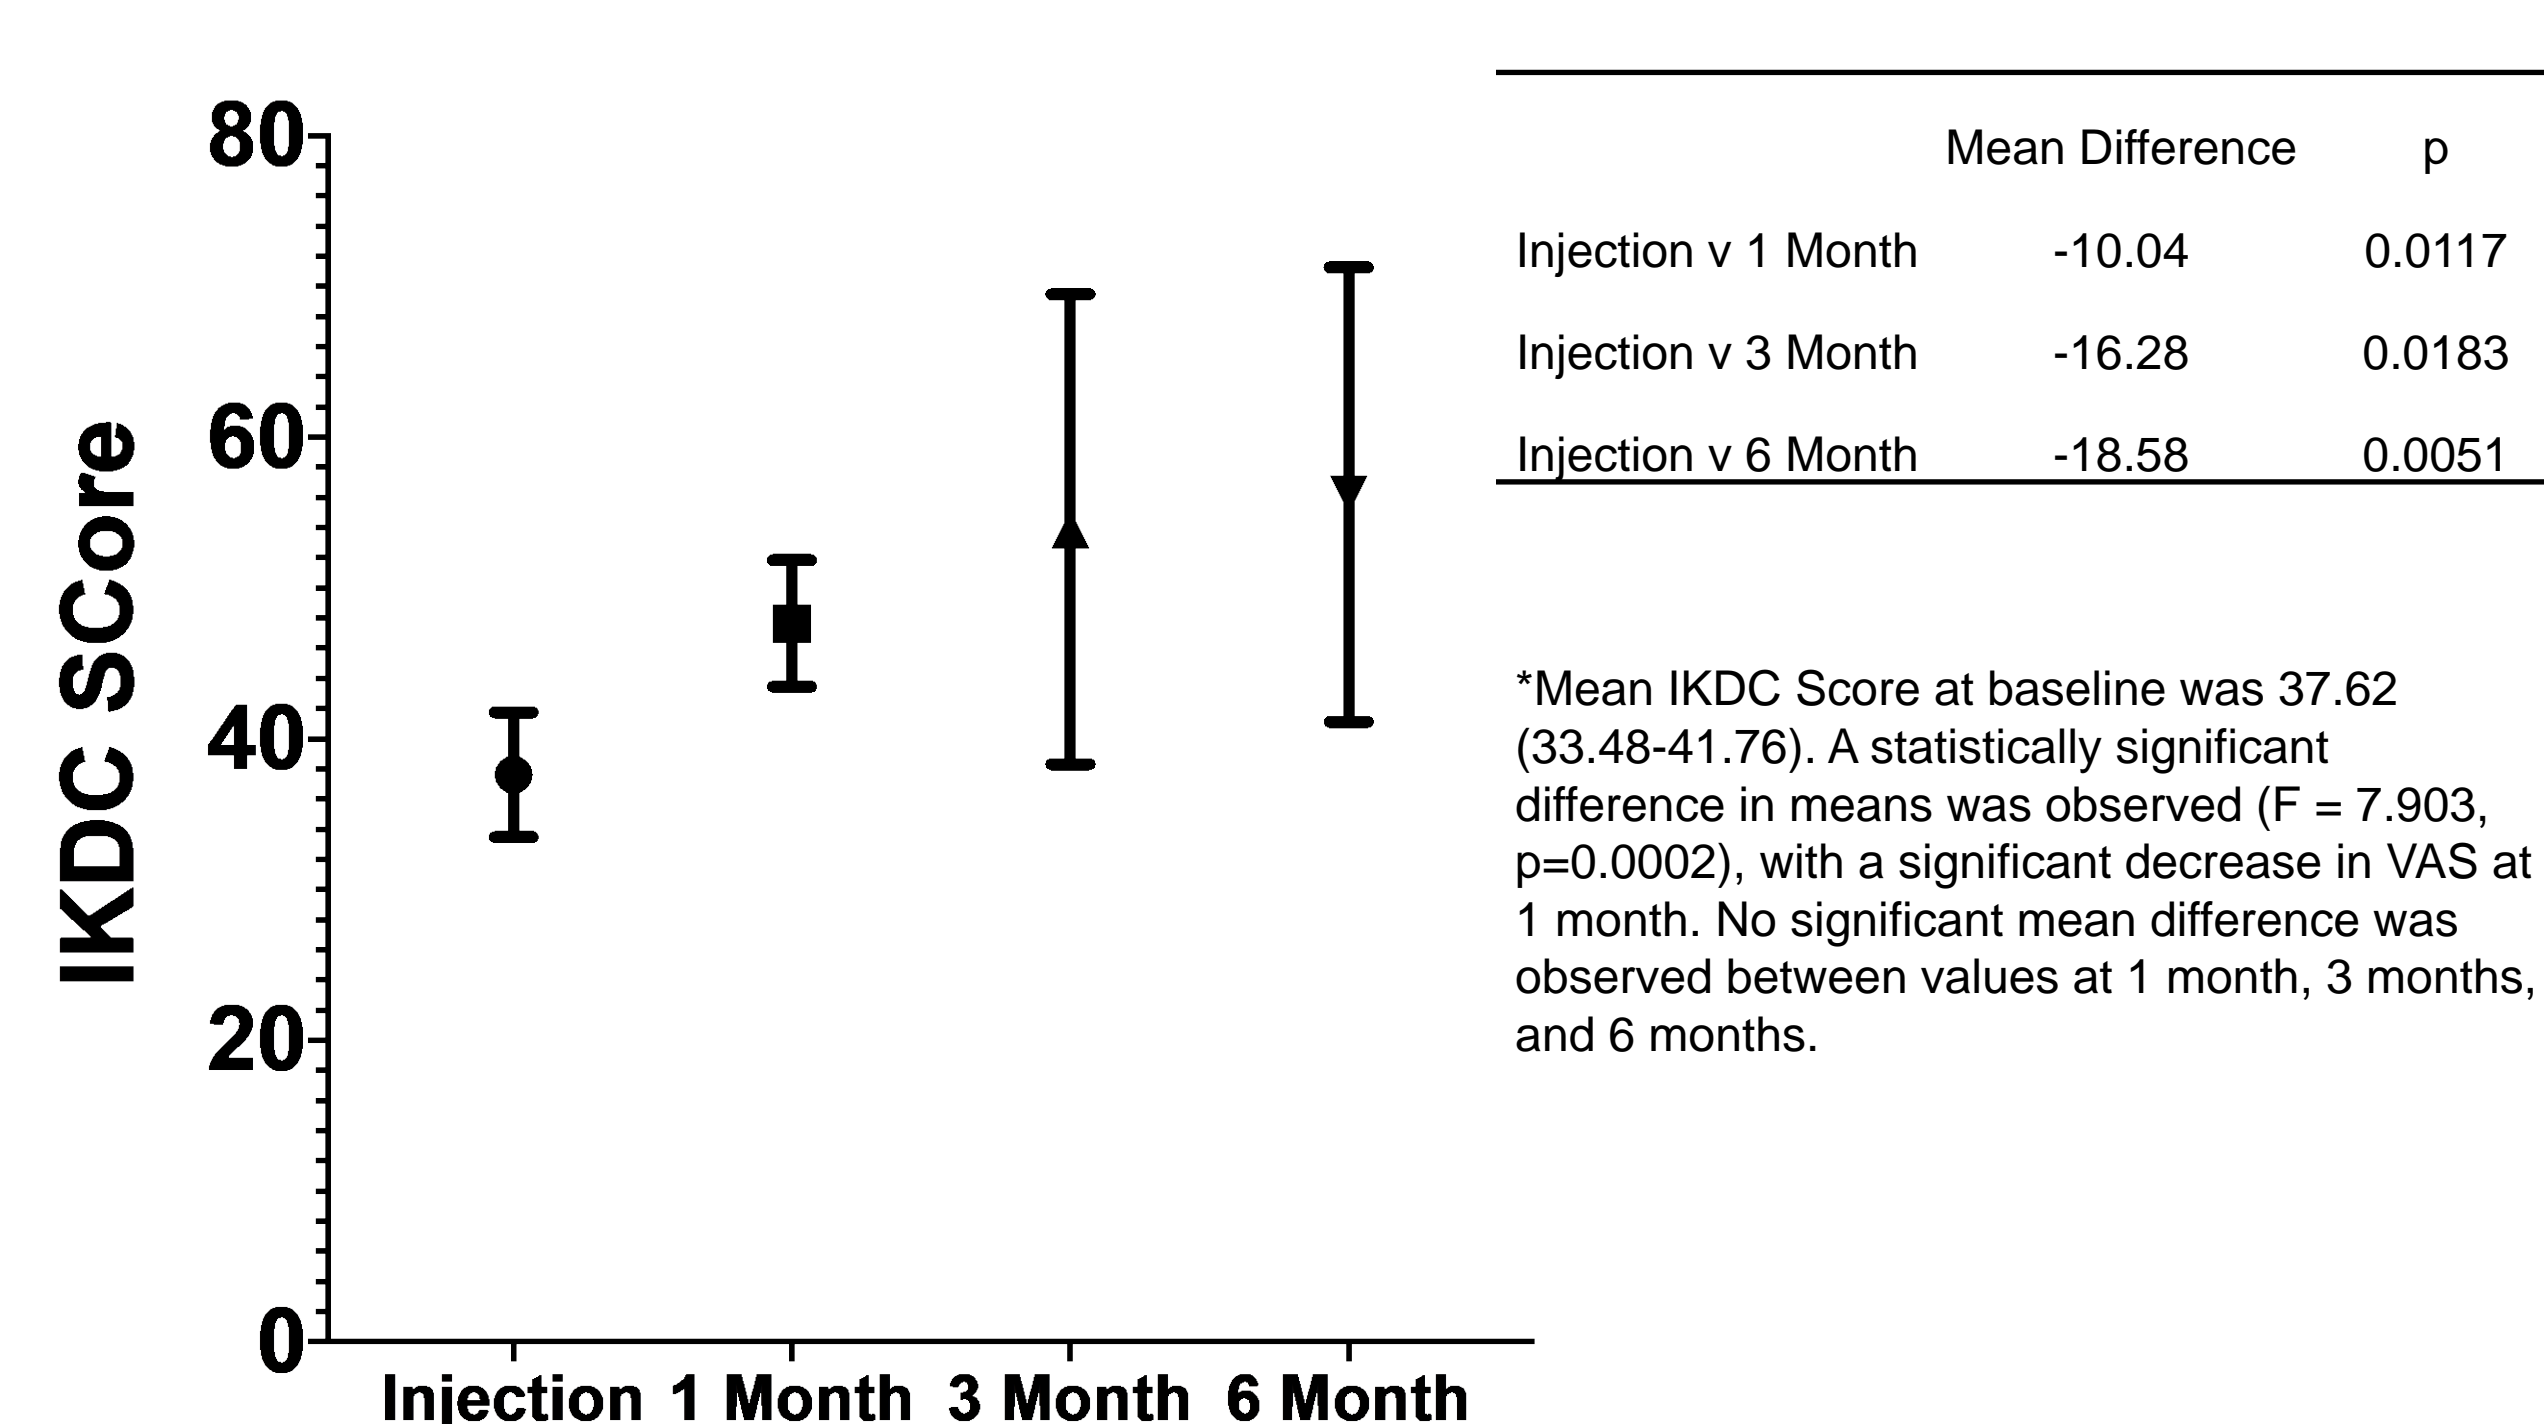 IKDC SCore
80
60
40
20
0
Injection 1 Month 3 Month 6 Month
Mean Difference p
Injection v 1 Month -10.04 0.0117
Injection v 3 Month -16.28 0.0183
Injection v 6 Month -18.58 0.0051
*Mean IKDC Score at baseline was 37.62
(33.48-41.76). A statistically significant
difference in means was observed (F = 7.903,
p=0.0002), with a significant decrease in VAS at
1 month. No significant mean difference was
observed between values at 1 month, 3 months,
and 6 months.